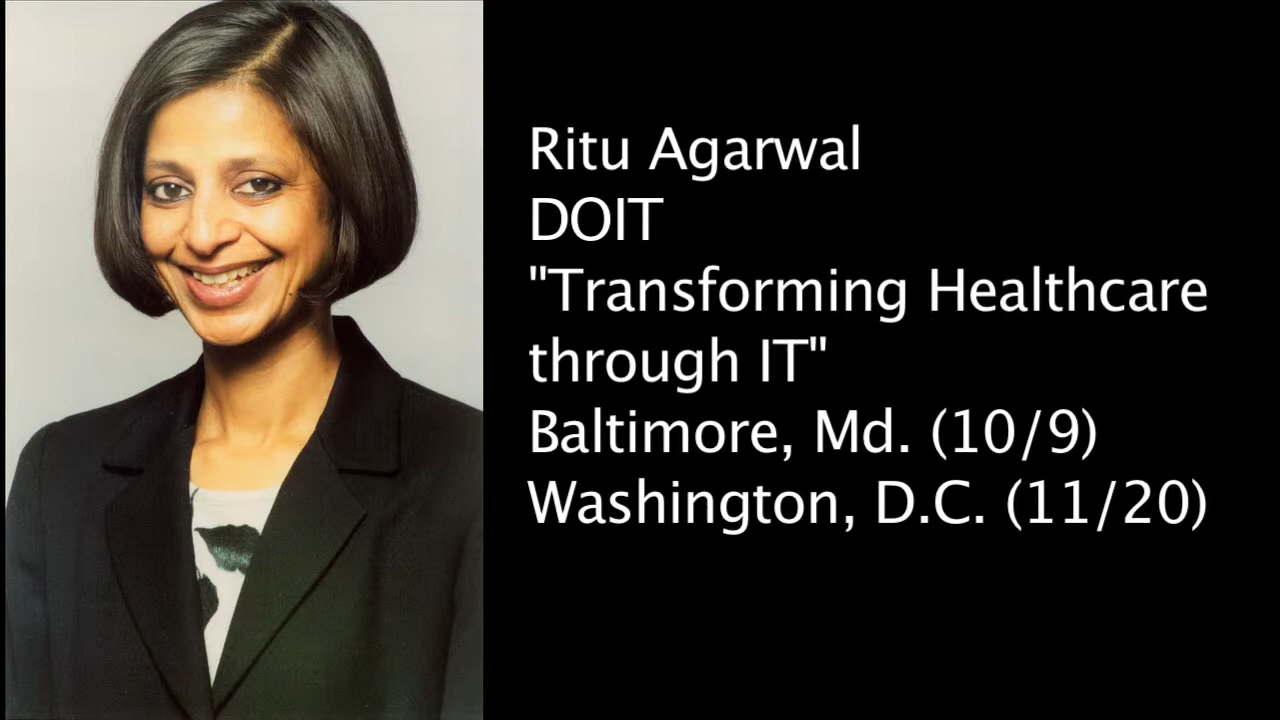 Ritu Agarwal
DOIT
"Transforming Healthcare
through IT"
Baltimore, Md. (10/9)
Washington, D.C. (11/20)